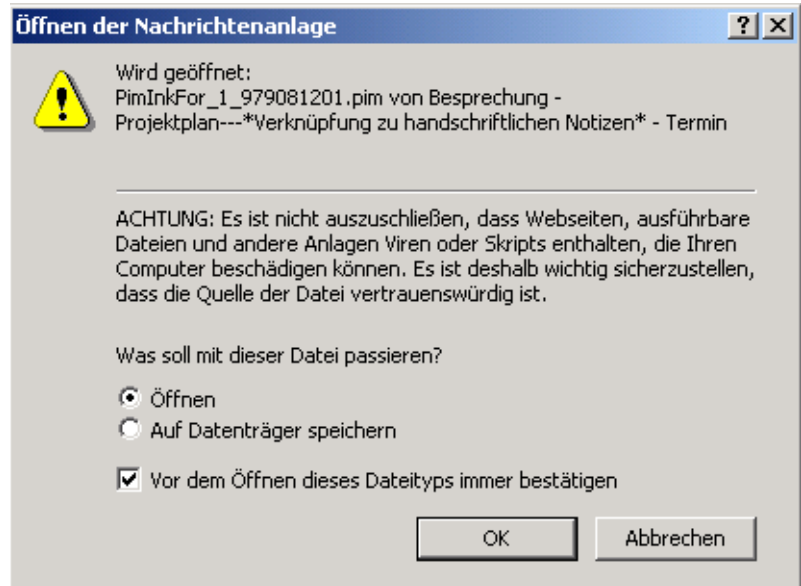 Öffnen der Nachrichtenanlage
Wird geöffnet:
PimInkFor_1_979081201.pim von Besprechung -
Projektplan---*Verknüpfung zu handschriftlichen Notizen* - Termin
ACHTUNG: Es ist nicht auszuschließen, dass Webseiten, ausführbare
Dateien und andere Anlagen Viren oder Skripts enthalten, die Ihren
Computer beschädigen können. Es ist deshalb wichtig sicherzustellen,
dass die Quelle der Datei vertrauenswürdig ist.
Was soll mit dieser Datei passieren?
Öffnen
Auf Datenträger speichern
Vor dem Öffnen dieses Dateityps immer bestätigen
OK Abbrechen